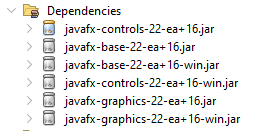 Dependencies
javafx-controls-22-ea+16.jar
javafx-base-22-ea+16.jar
javafx-base-22-ea+16-win.jar
javafx-controls-22-ea+16-win.jar
javafx-graphics-22-ea+16.jar
javafx-graphics-22-ea+16-win.jar